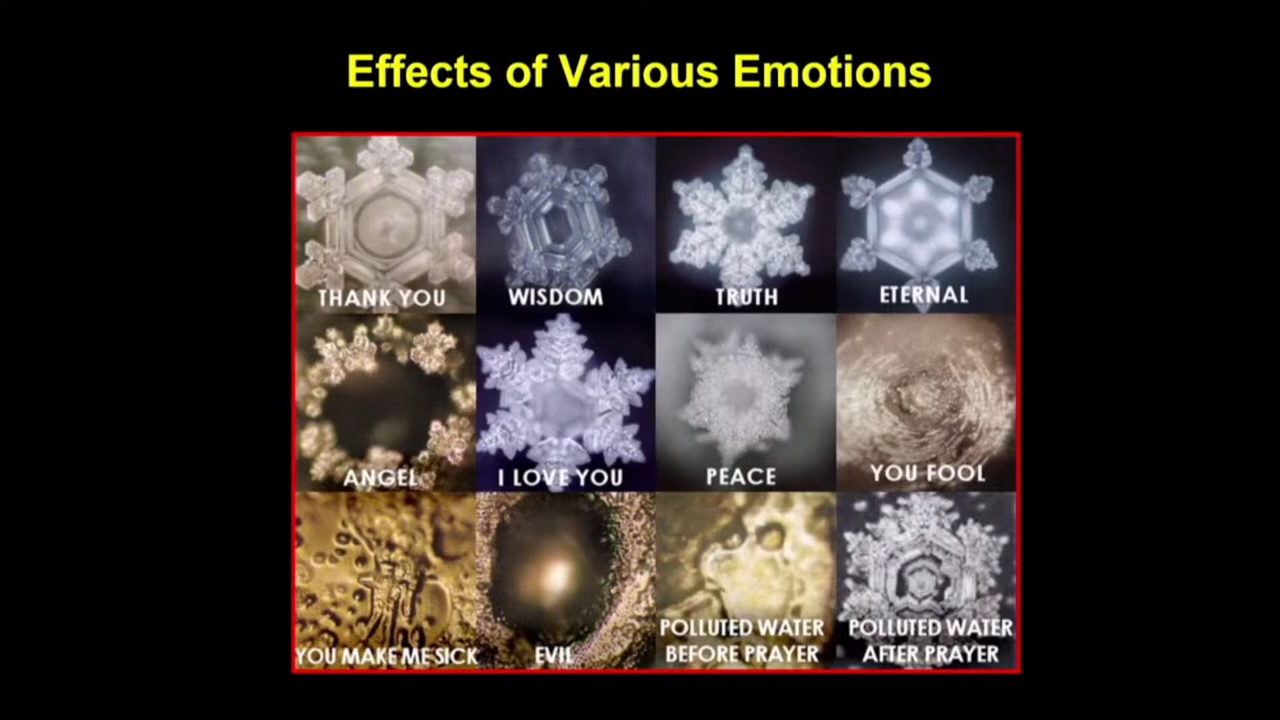 Effects of Various Emotions
THANK YOU
WISDOM
TRUTH
ETERNAL
ANGEL
I LOVE YOU
PEACE
YOU FOOL
YOU MAKE ME SICK
EVIL
POLLUTED WATER
BEFORE PRAYER
POLLUTED WATER
AFTER PRAYER